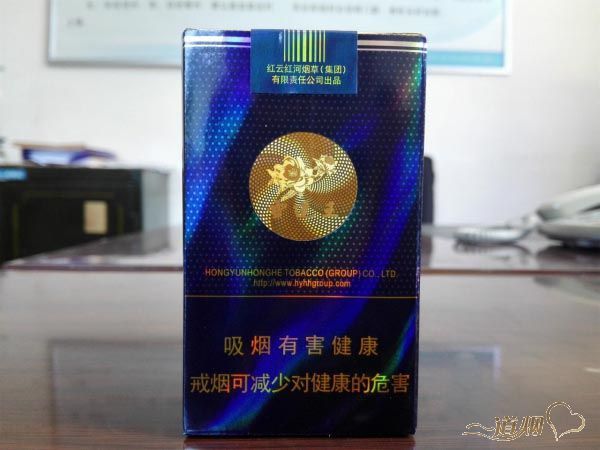 红云红河烟草(集团)
有限责任公司出品
HONGYUNHONGHE TOBACCO (GROUP) CO., LTD.
http://www.hyhhgroup.com
吸烟有害健康
戒烟可减少对健康的危害